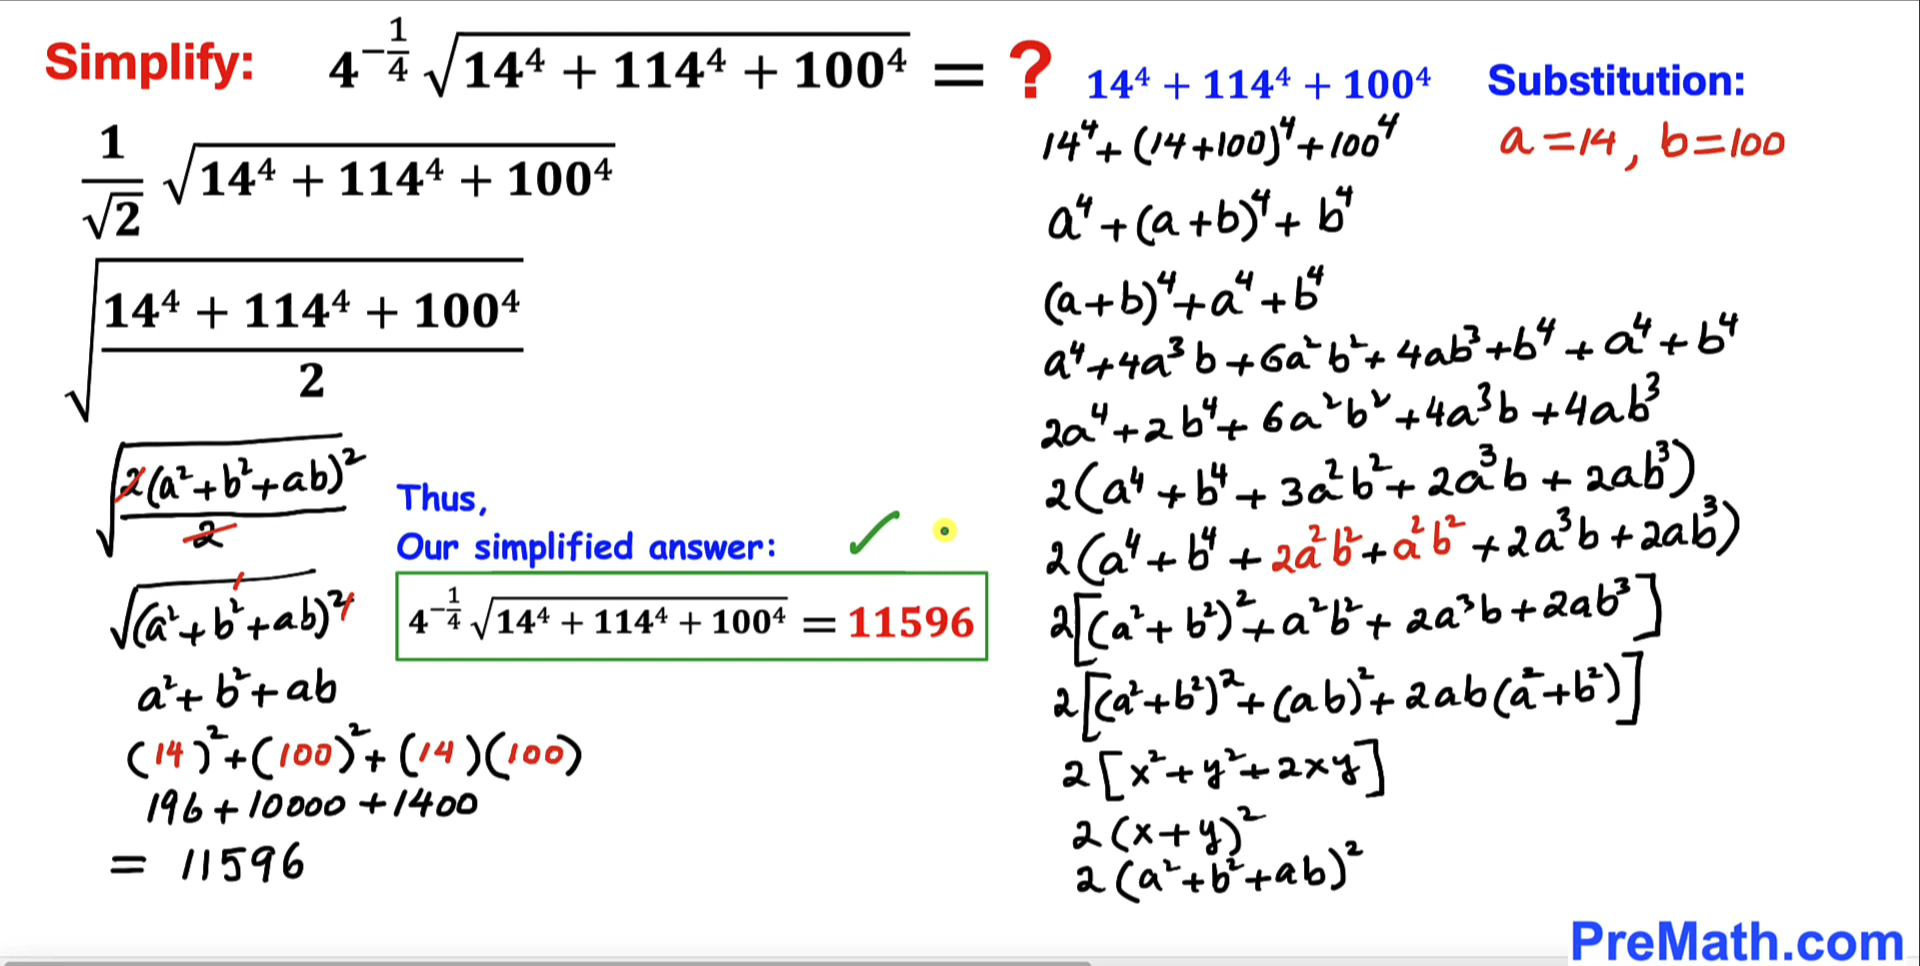 Simplify: 4^{-\frac{1}{4}} √(14⁴ + 114⁴ + 100⁴) = ?
\frac{1}{√2} √(14⁴ + 114⁴ + 100⁴)
√(\frac{14⁴ + 114⁴ + 100⁴}{2})
√(\frac{2(a²+b²+ab)²}{2})
√((a²+b²+ab)²)
a²+b²+ab
(14)²+(100)²+(14)(100)
196+10000+1400
= 11596
Thus,
Our simplified answer: ✓
4^{-\frac{1}{4}} √(14⁴ + 114⁴ + 100⁴) = 11596
14⁴ + 114⁴ + 100⁴
Substitution:
a=14, b=100
14⁴+(14+100)⁴+100⁴
a⁴+(a+b)⁴+b⁴
(a+b)⁴+a⁴+b⁴
a⁴+4a³b+6a²b²+4ab³+b⁴+a⁴+b⁴
2a⁴+2b⁴+6a²b²+4a³b+4ab³
2(a⁴+b⁴+3a²b²+2a³b+2ab³)
2(a⁴+b⁴+2a²b²+a²b²+2a³b+2ab³)
2[(a²+b²)²+a²b²+2a³b+2ab³]
2[(a²+b²)²+(ab)²+2ab(a²+b²)]
2[x²+y²+2xy]
2(x+y)²
2(a²+b²+ab)²
PreMath.com